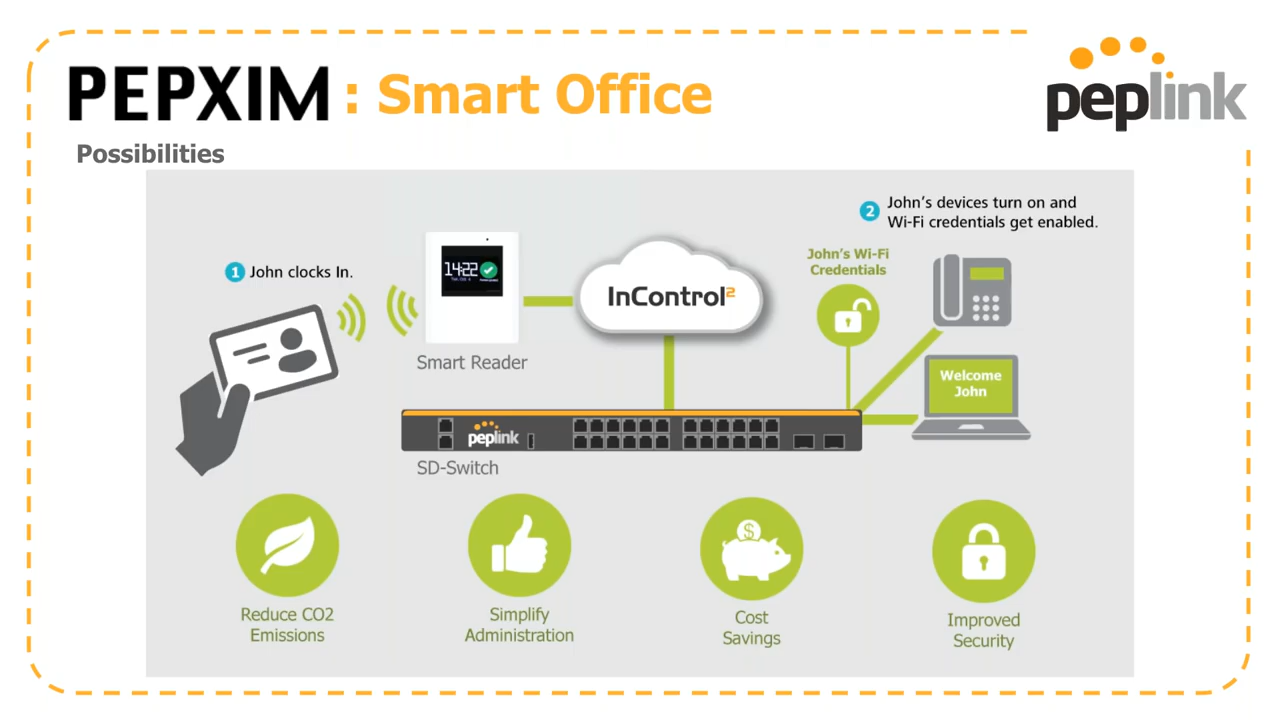 PEPXIM : Smart Office
peplink
Possibilities
2 John's devices turn on and
Wi-Fi credentials get enabled.
John's Wi-Fi
Credentials
1 John clocks In.
14:22
InControl2
Smart Reader
Welcome
John
peplink
SD-Switch
$
Reduce CO2
Emissions
Simplify
Administration
Cost
Savings
Improved
Security